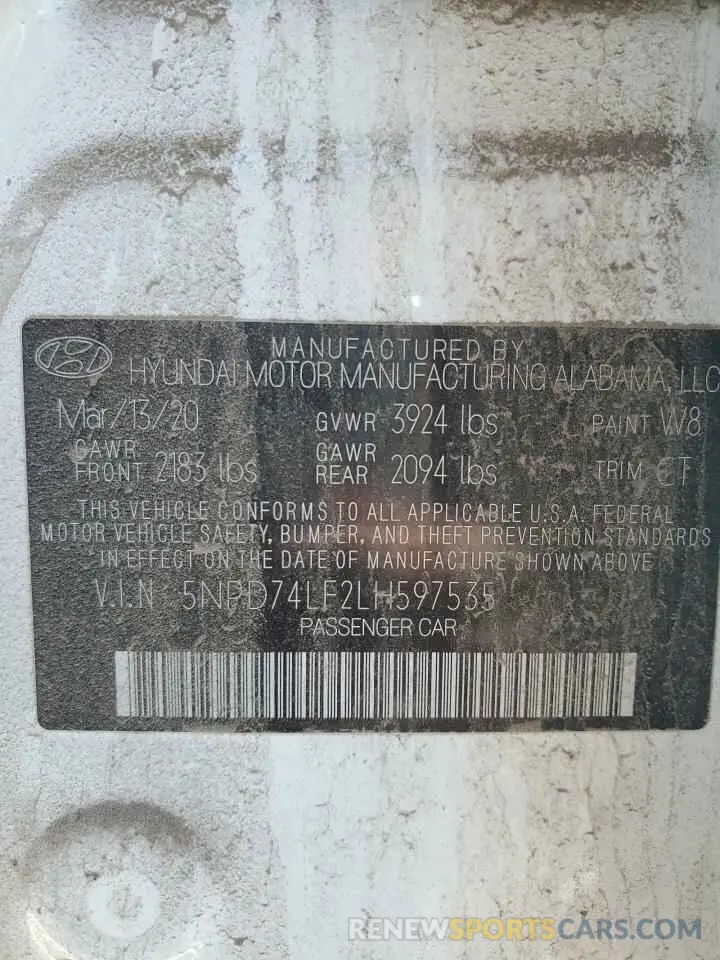 MANUFACTURED BY
HYUNDAI MOTOR MANUFACTURING ALABAMA, LLC
Mar/13/20 GVWR 3924 lbs PAINT W8
GAWR FRONT 2183 lbs GAWR REAR 2094 lbs TRIM CT
THIS VEHICLE CONFORMS TO ALL APPLICABLE U.S.A. FEDERAL
MOTOR VEHICLE SAFETY, BUMPER, AND THEFT PREVENTION STANDARDS
IN EFFECT ON THE DATE OF MANUFACTURE SHOWN ABOVE
V.I.N 5NPD74LF2LH597535
PASSENGER CAR
RENEWSPORTSCARS.COM